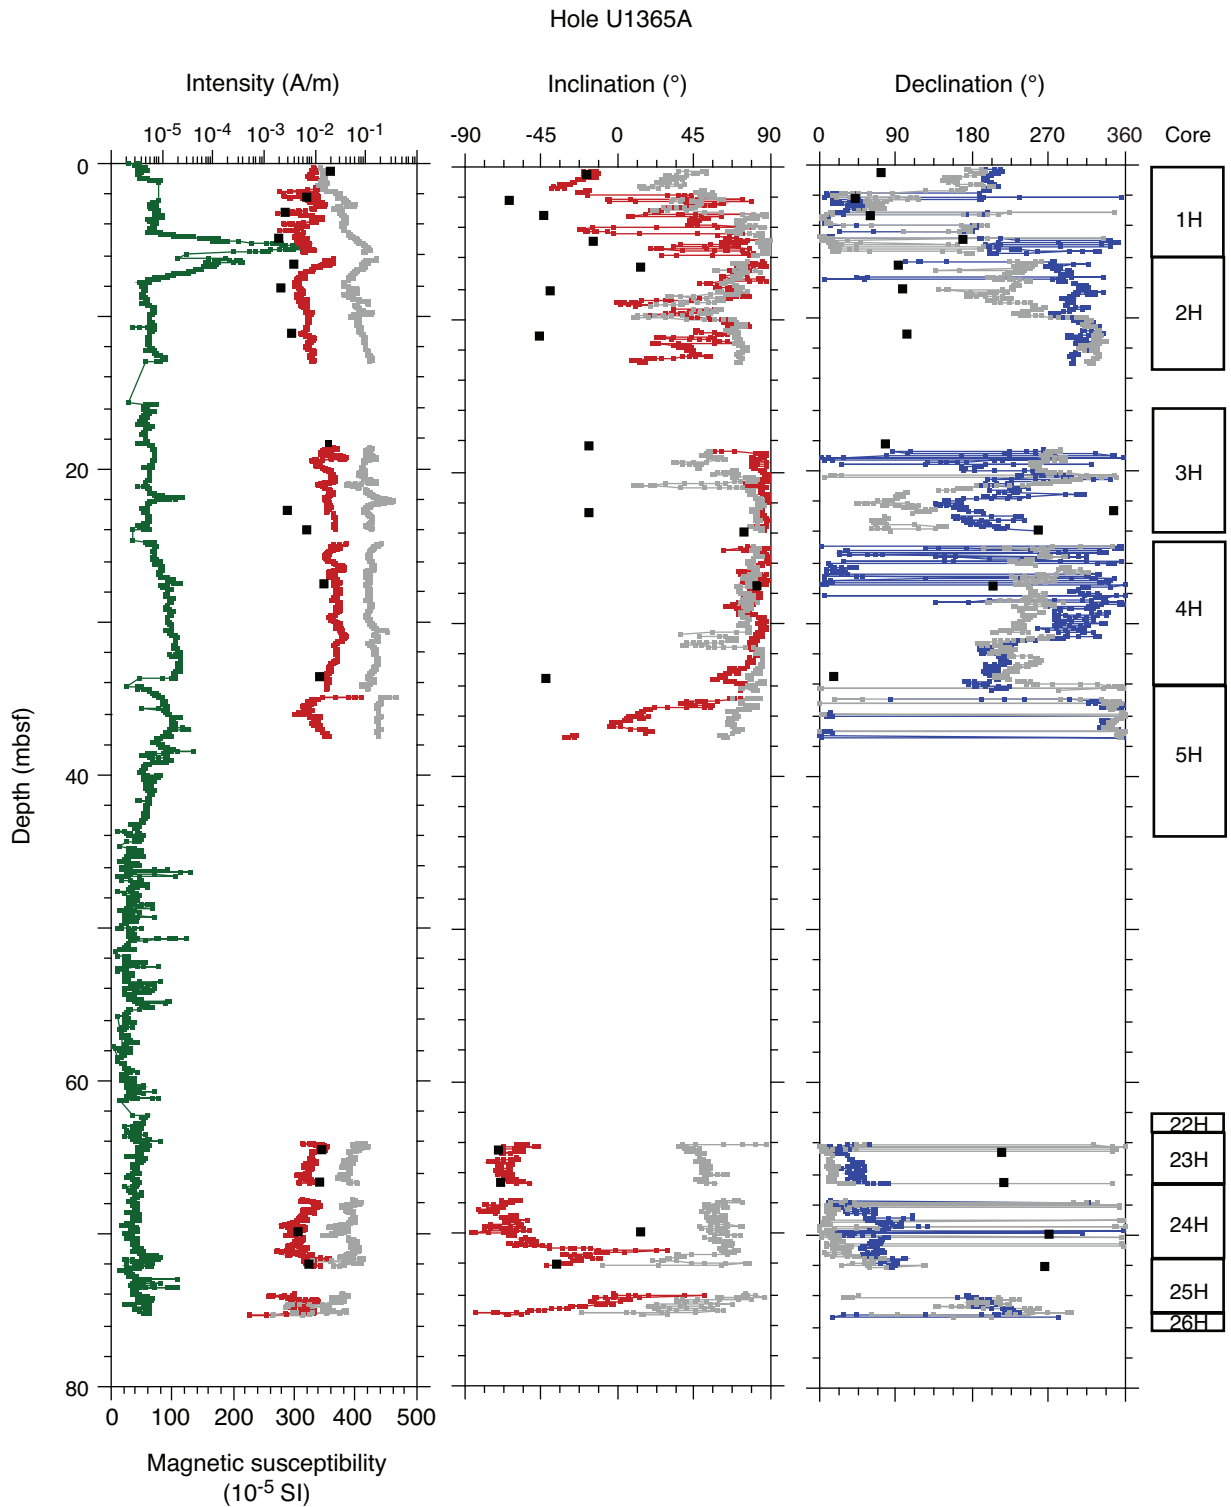 Hole U1365A
Intensity (A/m) Inclination (°) Declination (°)
10-5 10-4 10-3 10-2 10-1 -90 -45 0 45 90 0 90 180 270 360 Core
0
1H
2H
3H
20
4H
5H
40
Depth (mbsf)
60
22H
23H
24H
25H
26H
80
0 100 200 300 400 500
Magnetic susceptibility
(10-5 SI)